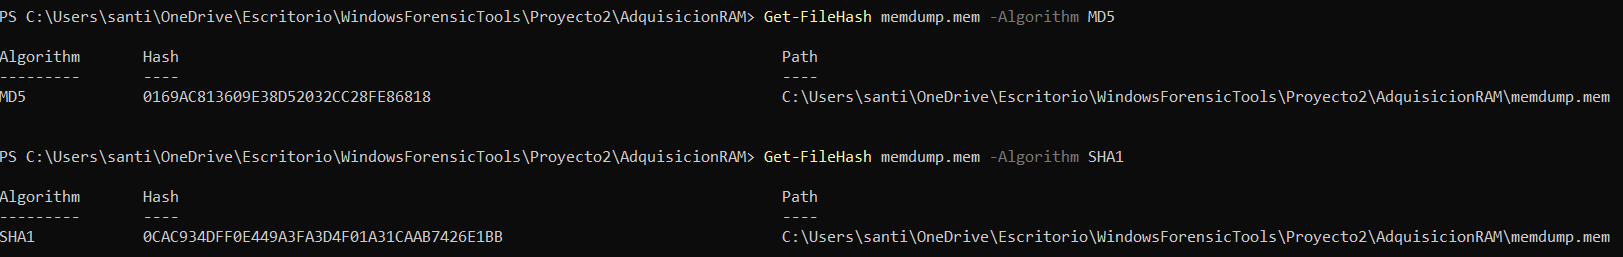 PS C:\Users\santi\OneDrive\Escritorio\WindowsForensicTools\Proyecto2\AdquisicionRAM> Get-FileHash memdump.mem -Algorithm MD5
Algorithm Hash Path
--------- ---- ----
MD5 0169AC813609E38D52032CC28FE86818 C:\Users\santi\OneDrive\Escritorio\WindowsForensicTools\Proyecto2\AdquisicionRAM\memdump.mem
PS C:\Users\santi\OneDrive\Escritorio\WindowsForensicTools\Proyecto2\AdquisicionRAM> Get-FileHash memdump.mem -Algorithm SHA1
Algorithm Hash Path
--------- ---- ----
SHA1 0CAC934DFF0E449A3FA3D4F01A31CAAB7426E1BB C:\Users\santi\OneDrive\Escritorio\WindowsForensicTools\Proyecto2\AdquisicionRAM\memdump.mem